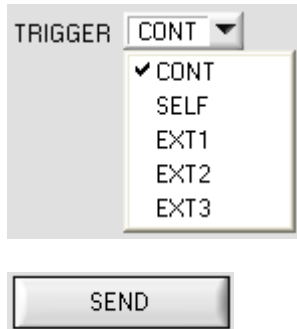 TRIGGER CONT
CONT
SELF
EXT1
EXT2
EXT3
SEND